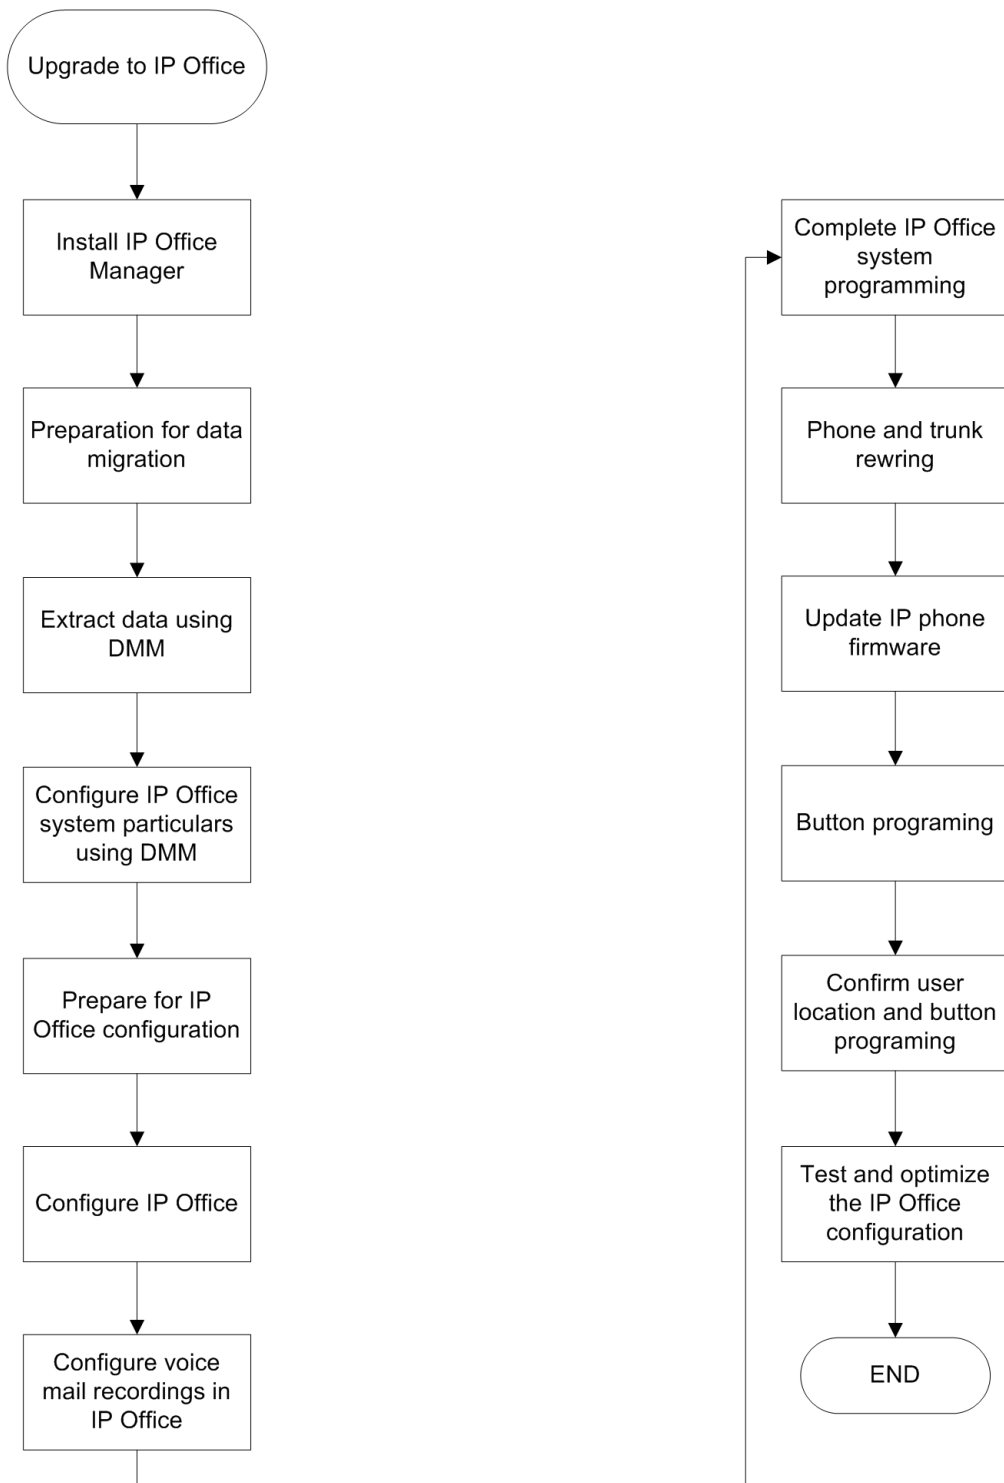 Upgrade to IP Office
Install IP Office
Manager
Preparation for data
migration
Extract data using
DMM
Configure IP Office
system particulars
using DMM
Prepare for IP
Office configuration
Configure IP Office
Configure voice
mail recordings in
IP Office
Complete IP Office
system
programming
Phone and trunk
rewring
Update IP phone
firmware
Button programing
Confirm user
location and button
programing
Test and optimize
the IP Office
configuration
END